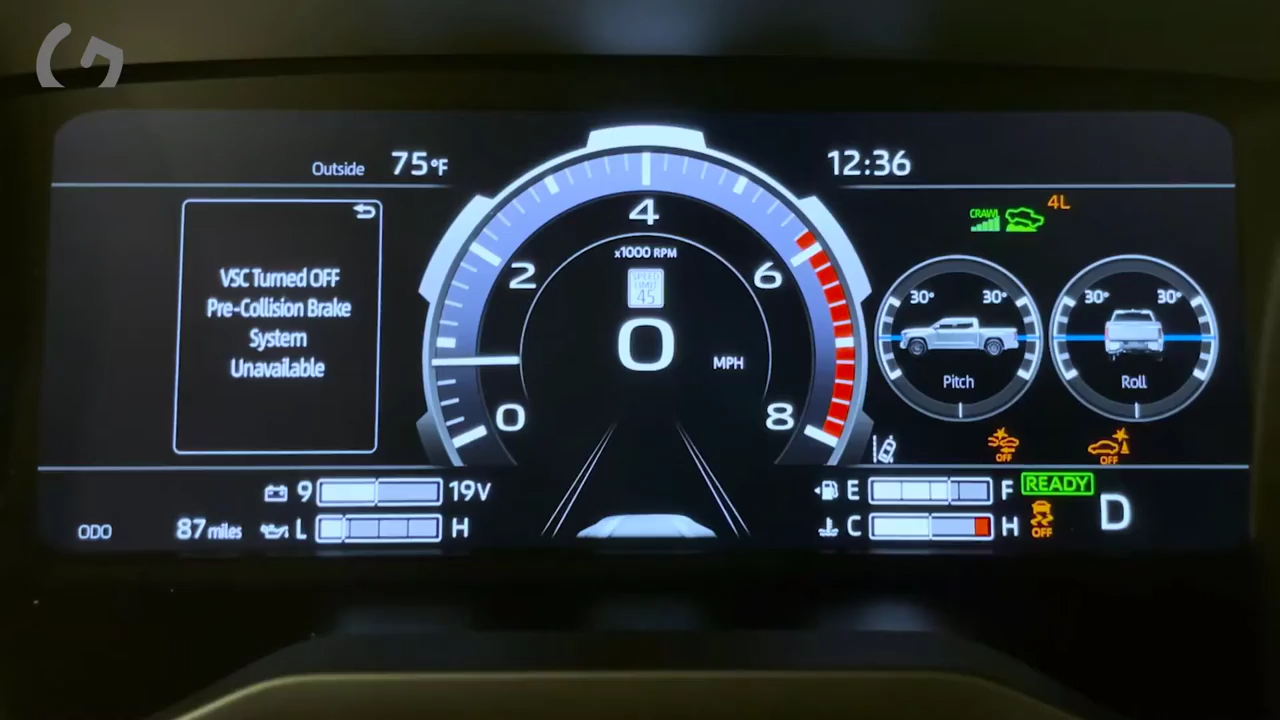 Outside 75°F
12:36
VSC Turned OFF
Pre-Collision Brake
System
Unavailable
0
2
4
6
8
x1000 RPM
SPEED
LIMIT
45
0
MPH
CRAWL
4L
30° 30°
Pitch
30° 30°
Roll
OFF
OFF
9 19V
ODO 87 miles
L H
E F
C H
READY
OFF
D